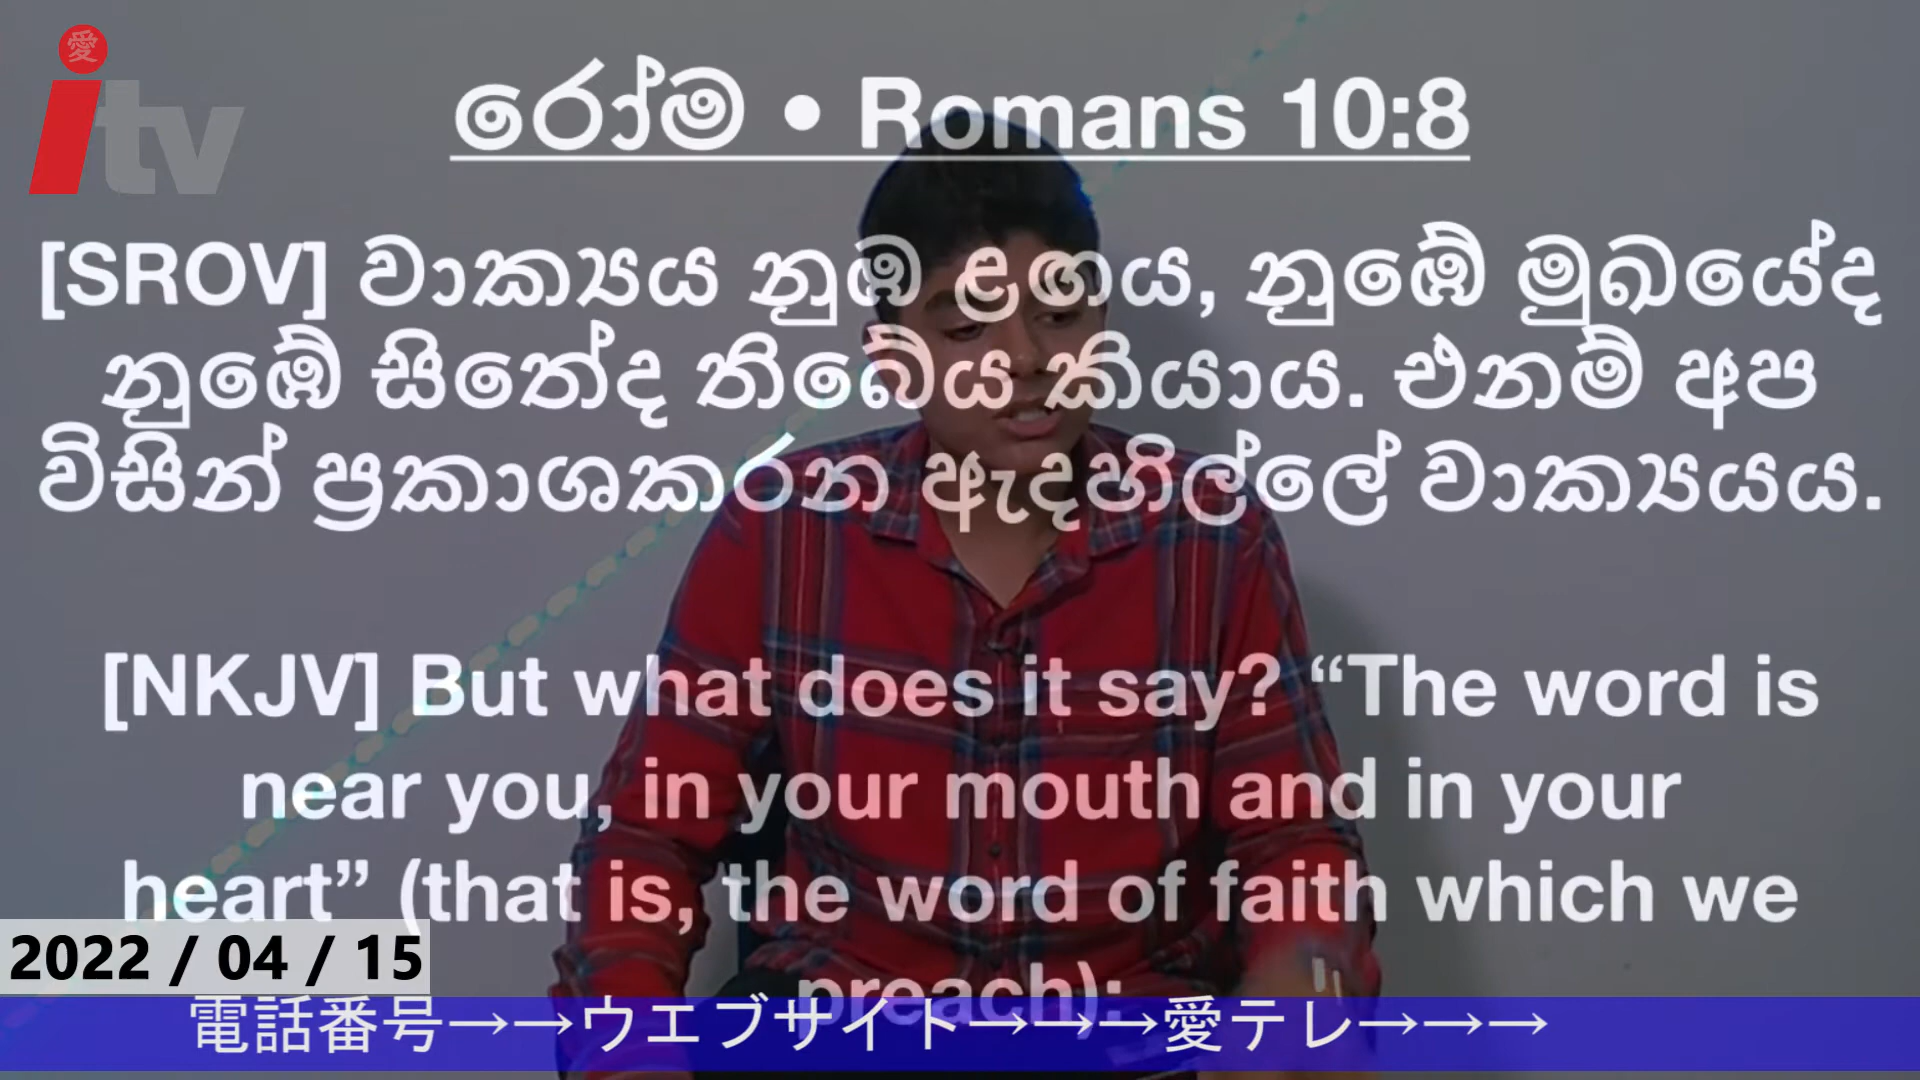 愛
itv
රෝම • Romans 10:8
[SROV] වාක්‍යය නුඹ ළඟය, නුඹේ මුඛයේද
නුඹේ සිතේද තිබේය කියාය. එනම් අප
විසින් ප්‍රකාශකරන ඇදහිල්ලේ වාක්‍යයය.
[NKJV] But what does it say? “The word is
near you, in your mouth and in your
heart” (that is, the word of faith which we
preach):
2022 / 04 / 15
電話番号→→ウエブサイト→→→愛テレ→→→